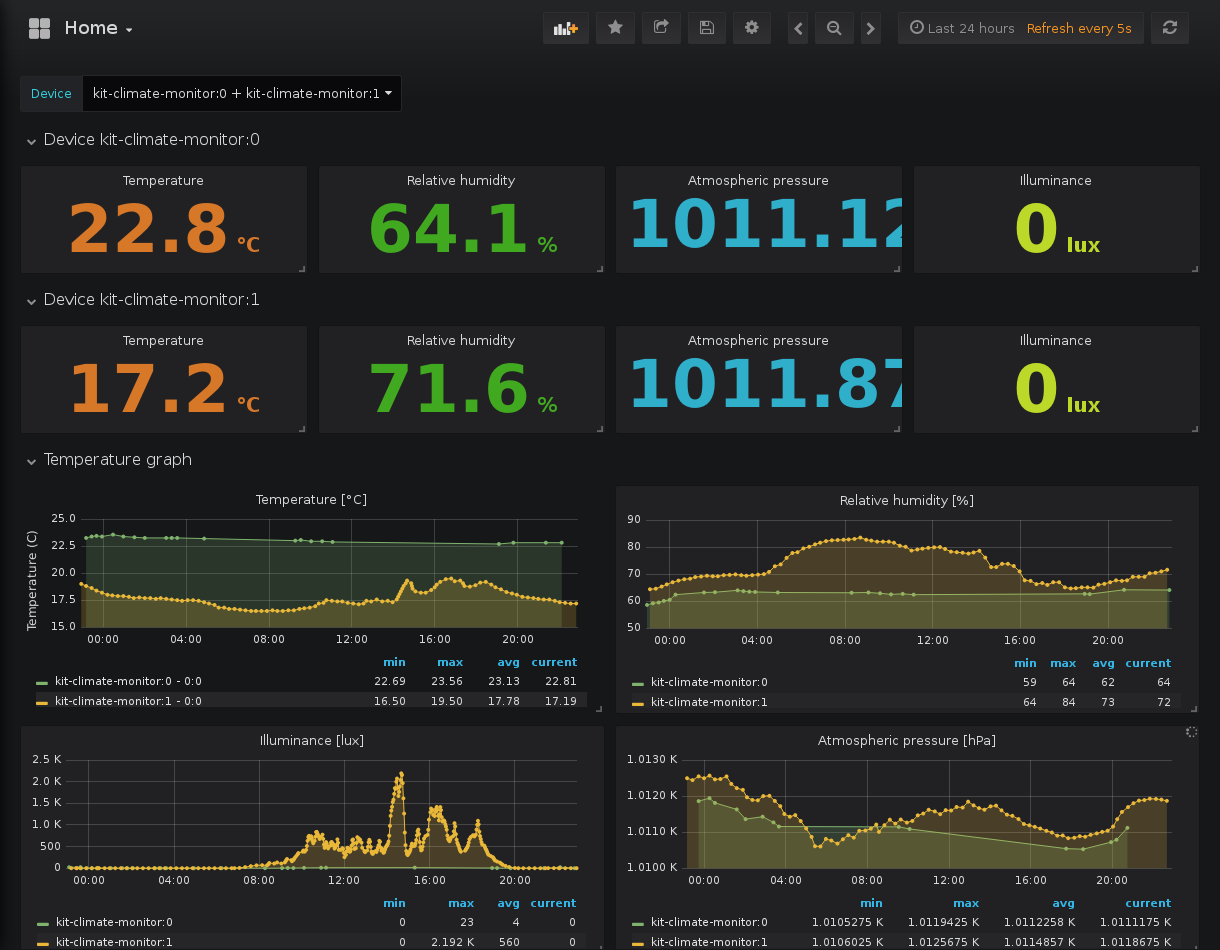 Home
Last 24 hours Refresh every 5s
Device kit-climate-monitor:0 + kit-climate-monitor:1
Device kit-climate-monitor:0
Temperature Relative humidity Atmospheric pressure Illuminance
22.8 °C 64.1 % 1011.12 0 lux
Device kit-climate-monitor:1
Temperature Relative humidity Atmospheric pressure Illuminance
17.2 °C 71.6 % 1011.87 0 lux
Temperature graph
Temperature [°C]
Temperature (C)
25.0
22.5
20.0
17.5
15.0
00:00 04:00 08:00 12:00 16:00 20:00
min max avg current
kit-climate-monitor:0 - 0:0 22.69 23.56 23.13 22.81
kit-climate-monitor:1 - 0:0 16.50 19.50 17.78 17.19
Relative humidity [%]
90
80
70
60
50
00:00 04:00 08:00 12:00 16:00 20:00
min max avg current
kit-climate-monitor:0 59 64 62 64
kit-climate-monitor:1 64 84 73 72
Illuminance [lux]
2.5 K
2.0 K
1.5 K
1.0 K
500
0
00:00 04:00 08:00 12:00 16:00 20:00
min max avg current
kit-climate-monitor:0 0 23 4 0
kit-climate-monitor:1 0 2.192 K 560 0
Atmospheric pressure [hPa]
1.0130 K
1.0120 K
1.0110 K
1.0100 K
00:00 04:00 08:00 12:00 16:00 20:00
min max avg current
kit-climate-monitor:0 1.0105275 K 1.0119425 K 1.0112258 K 1.0111175 K
kit-climate-monitor:1 1.0106025 K 1.0125675 K 1.0114857 K 1.0118675 K